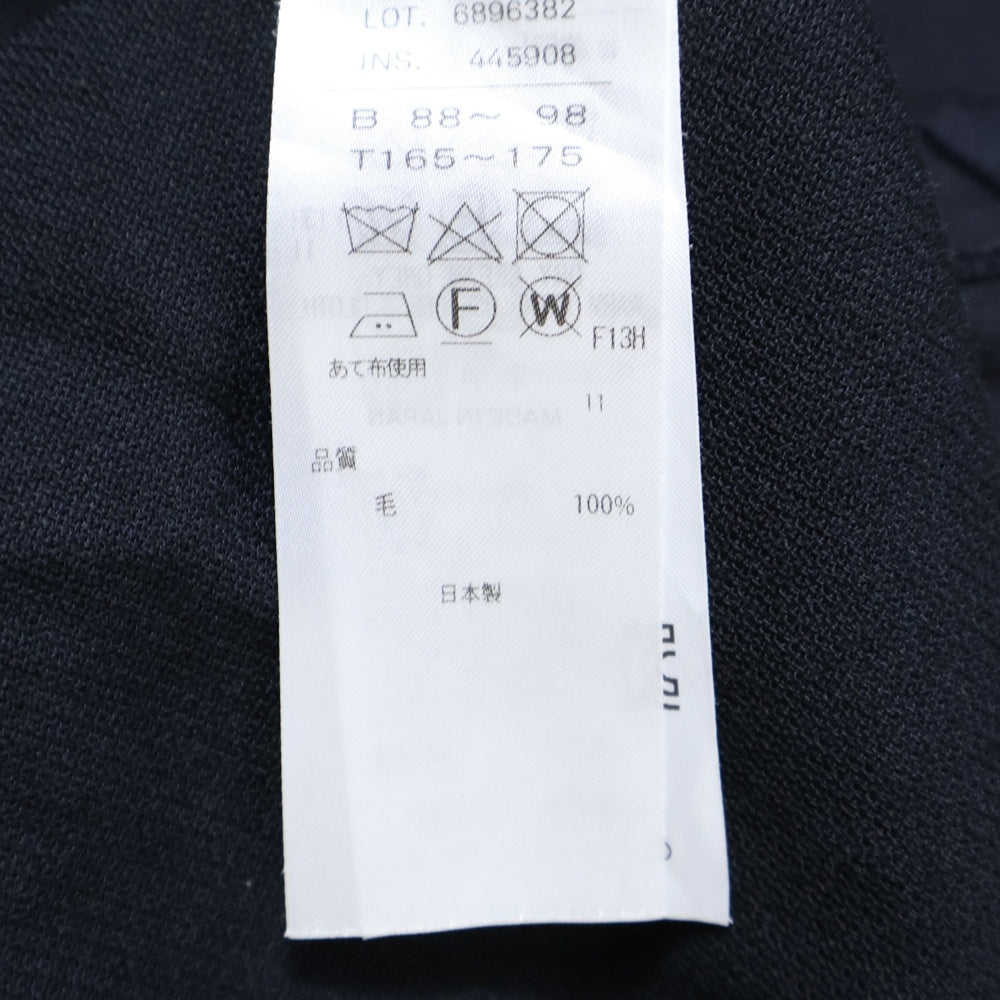 LOT. 6896382
INS. 445908
B 88～ 98
T165～175
F W
F13H
あて布使用
11
品質
毛 100%
日本製